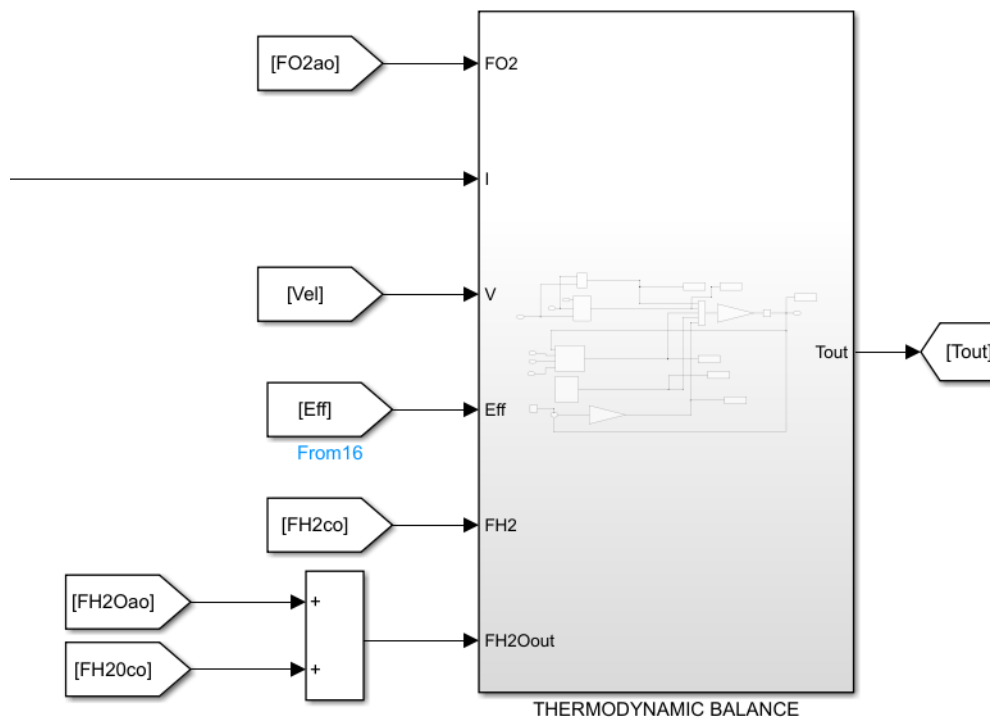 [FO2ao]
FO2
I
[Vel]
V
[Eff]
Eff
From16
[FH2co]
FH2
[FH2Oao]
+
[FH20co]
+
FH2Oout
Tout
[Tout]
THERMODYNAMIC BALANCE